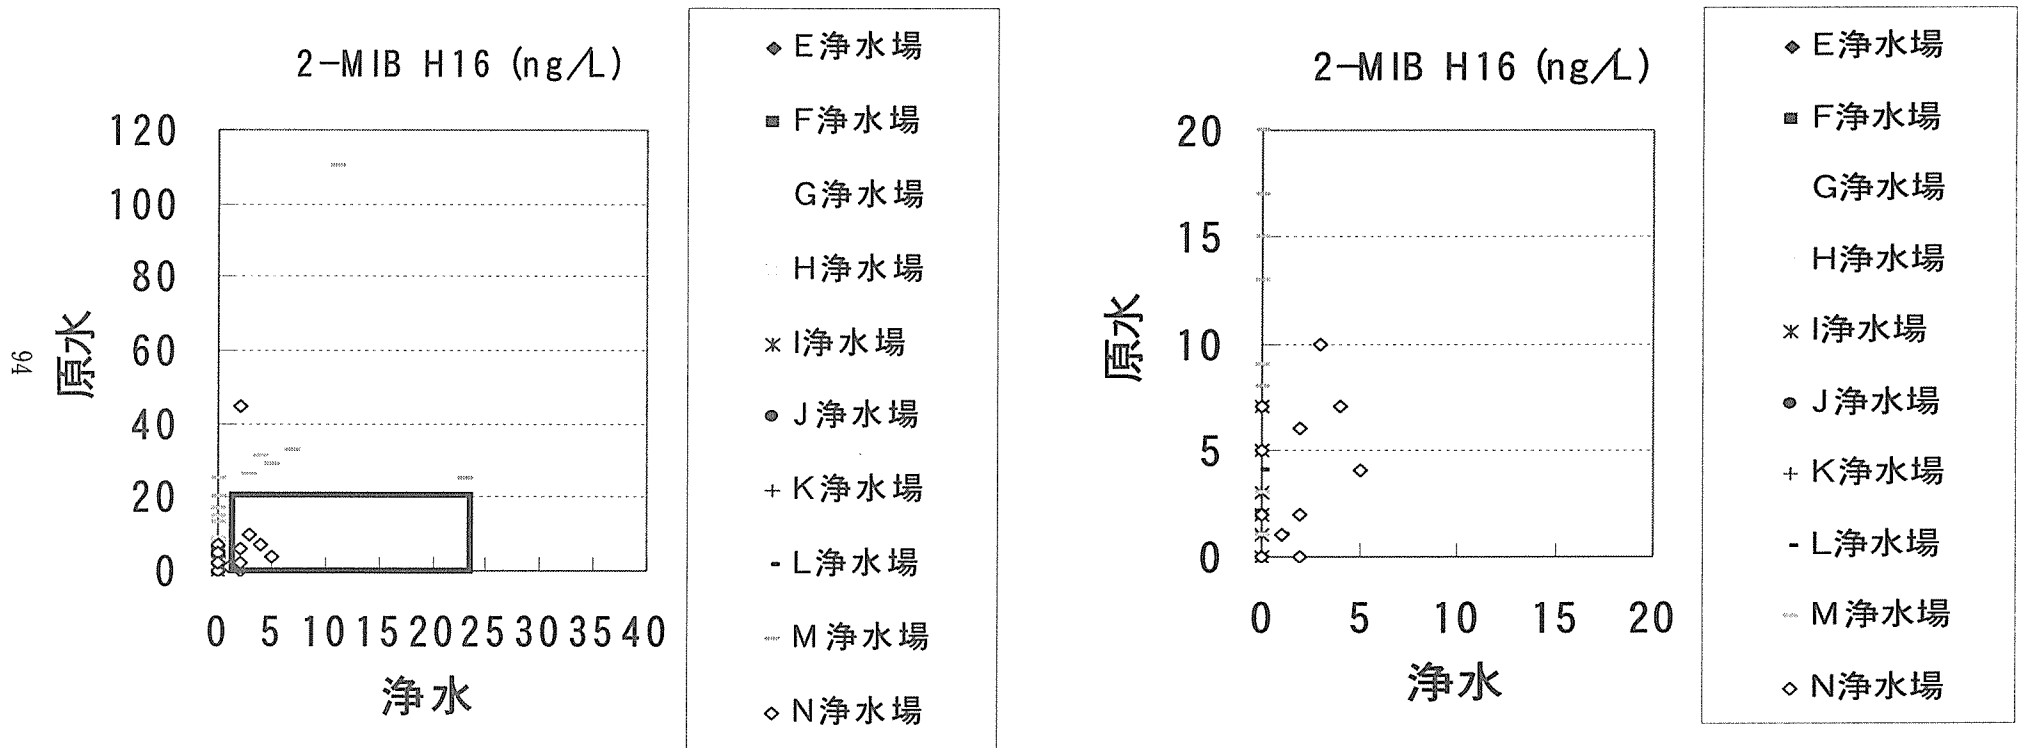 2-MIB H16 (ng/L)
120
100
80
60
40
20
0
原水
0 5 10 15 20 25 30 35 40
浄水
E浄水場
F浄水場
G浄水場
H浄水場
I浄水場
J浄水場
K浄水場
L浄水場
M浄水場
N浄水場
94
2-MIB H16 (ng/L)
20
15
10
5
0
原水
0 5 10 15 20
浄水
E浄水場
F浄水場
G浄水場
H浄水場
I浄水場
J浄水場
K浄水場
L浄水場
M浄水場
N浄水場